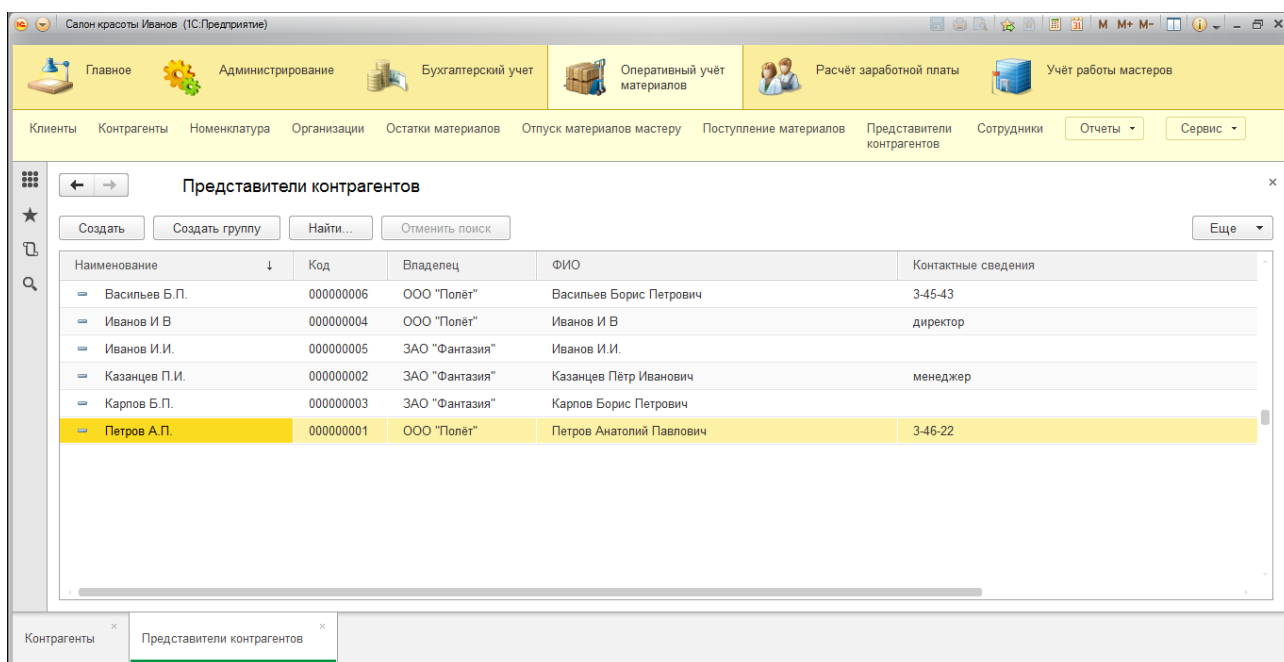 Салон красоты Иванов (1С:Предприятие)
M M+ M-
Главное Администрирование Бухгалтерский учет Оперативный учёт материалов Расчёт заработной платы Учёт работы мастеров
Клиенты Контрагенты Номенклатура Организации Остатки материалов Отпуск материалов мастеру Поступление материалов Представители контрагентов Сотрудники Отчеты Сервис
Представители контрагентов
Создать Создать группу Найти... Отменить поиск Еще
Наименование Код Владелец ФИО Контактные сведения
Васильев Б.П. 000000006 ООО "Полёт" Васильев Борис Петрович 3-45-43
Иванов И В 000000004 ООО "Полёт" Иванов И В директор
Иванов И.И. 000000005 ЗАО "Фантазия" Иванов И.И.
Казанцев П.И. 000000002 ЗАО "Фантазия" Казанцев Пётр Иванович менеджер
Карпов Б.П. 000000003 ЗАО "Фантазия" Карпов Борис Петрович
Петров А.П. 000000001 ООО "Полёт" Петров Анатолий Павлович 3-46-22
Контрагенты Представители контрагентов